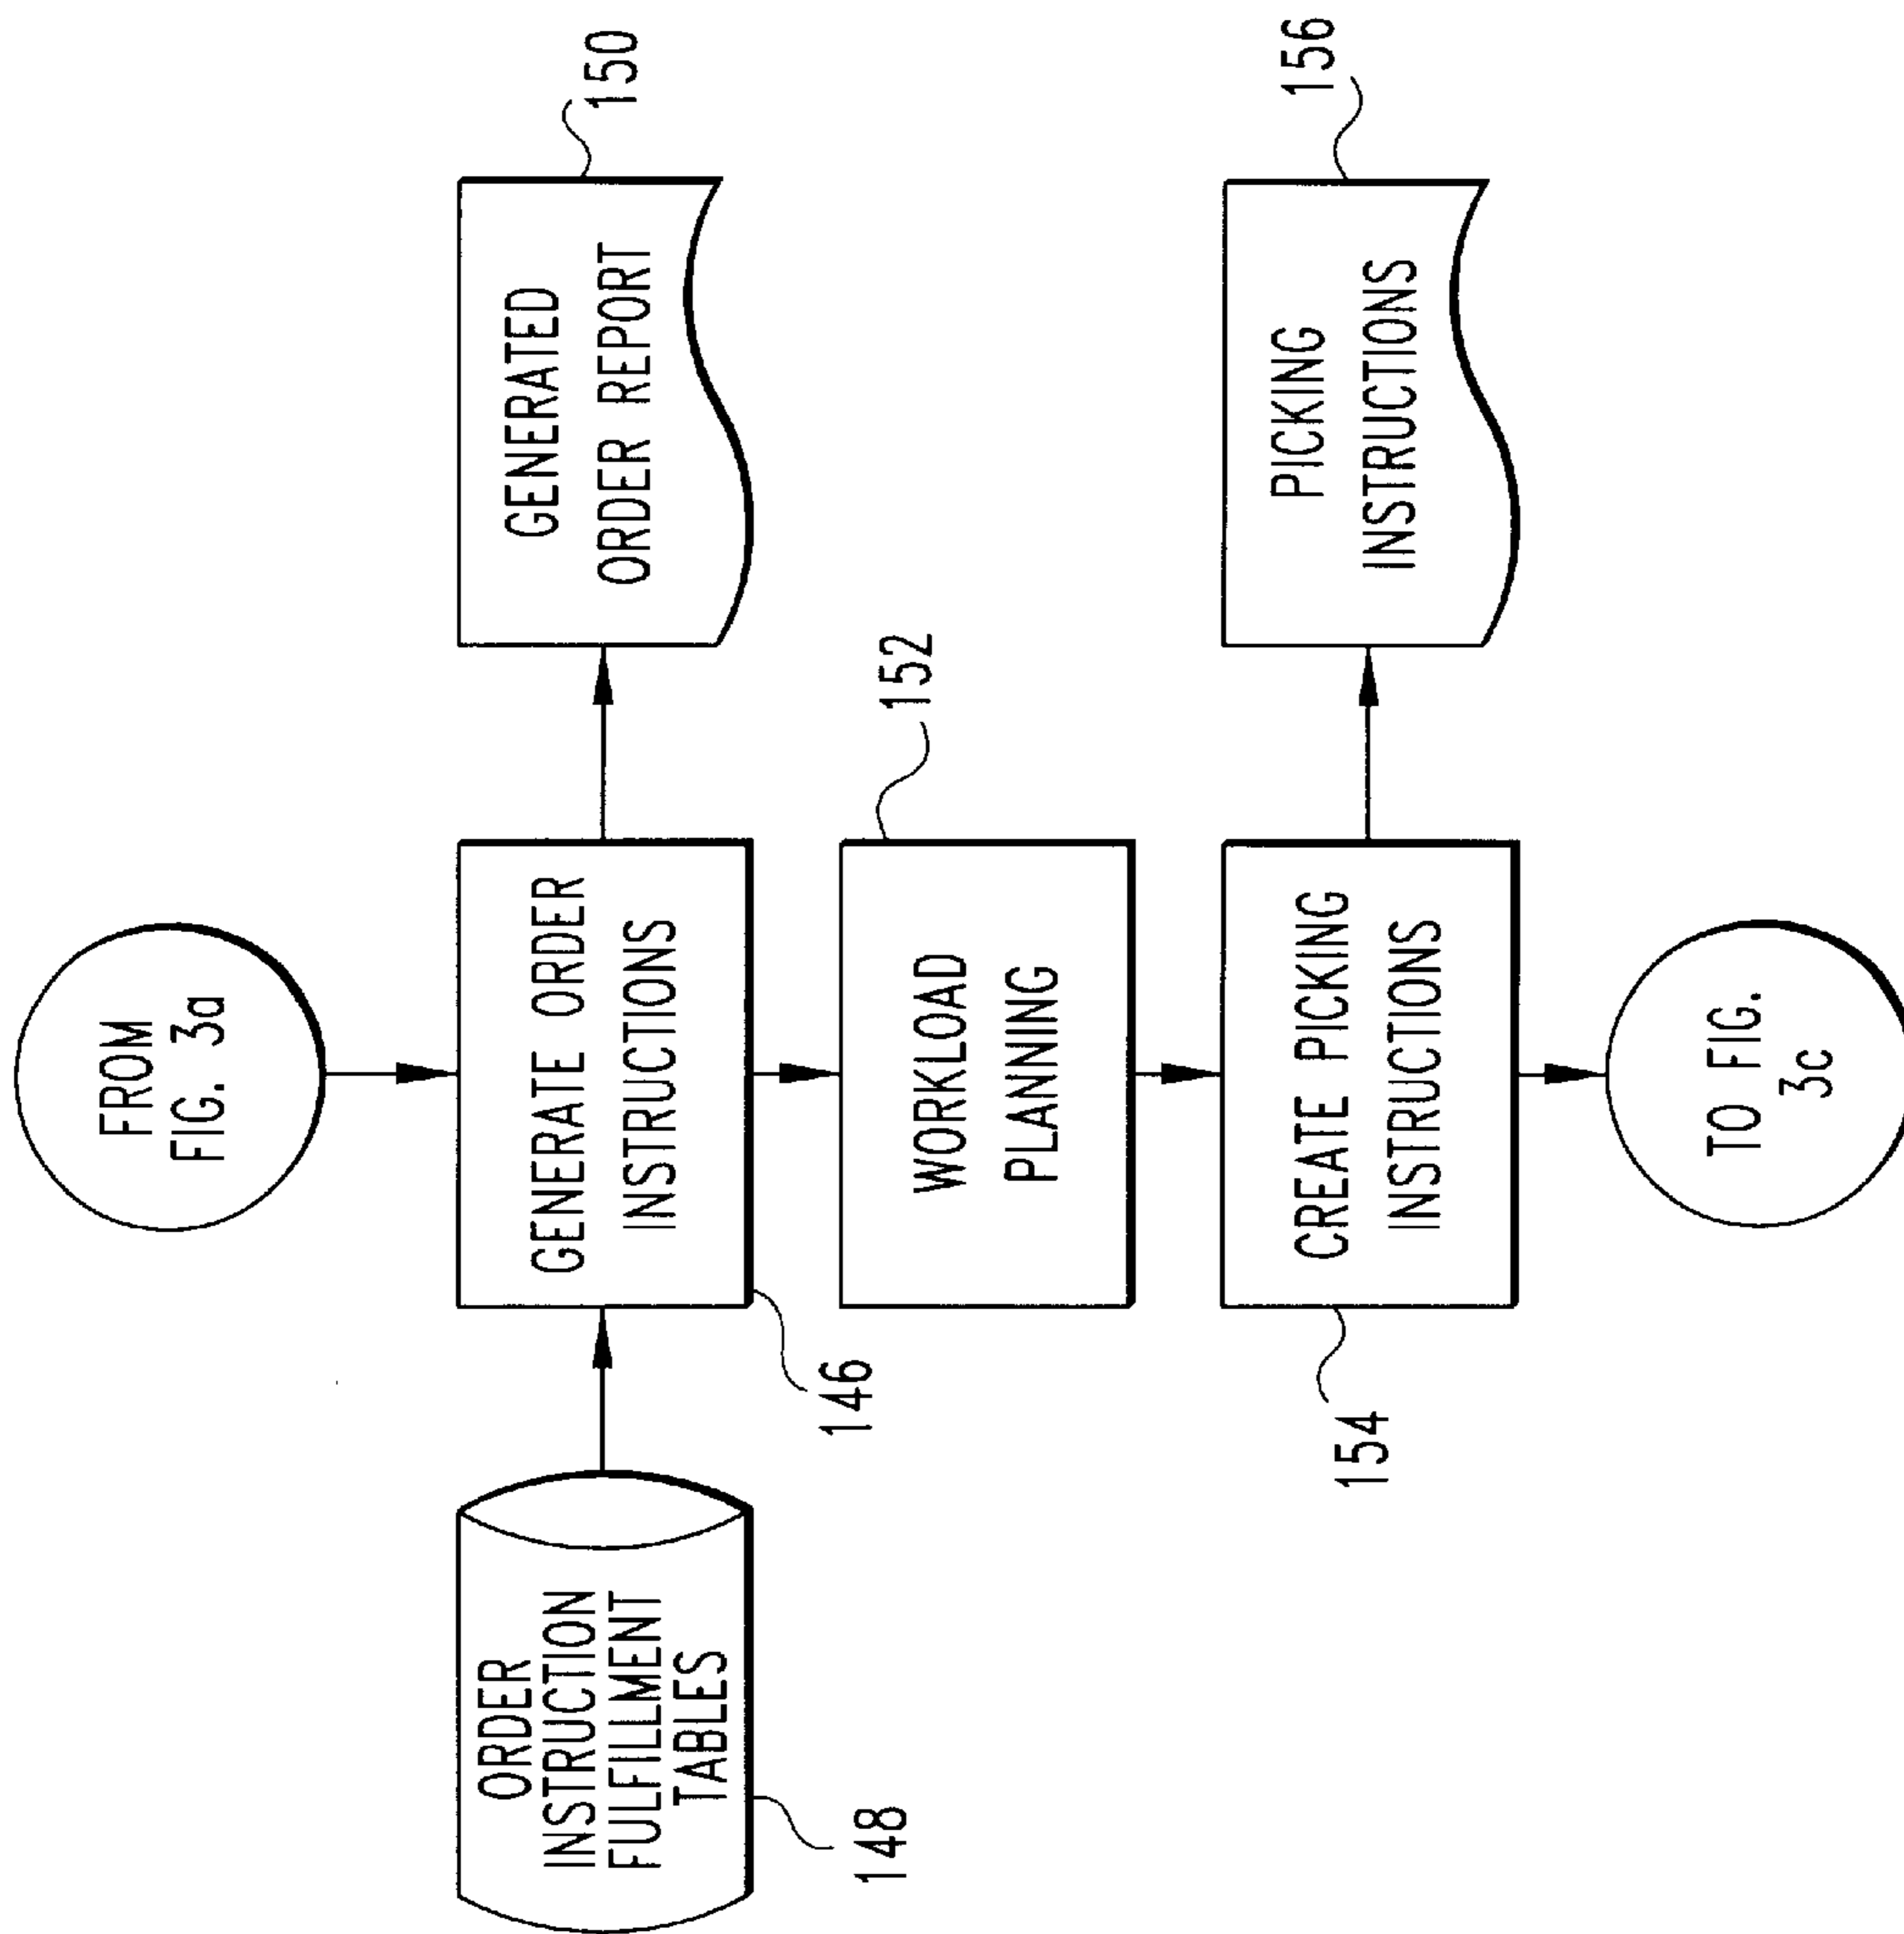 FROM
FIG. 3a
ORDER
INSTRUCTION
FULFILLMENT
TABLES
148
GENERATE ORDER
INSTRUCTIONS
146
GENERATED
ORDER REPORT
150
WORKLOAD
PLANNING
152
CREATE PICKING
INSTRUCTIONS
154
PICKING
INSTRUCTIONS
156
TO FIG.
3c